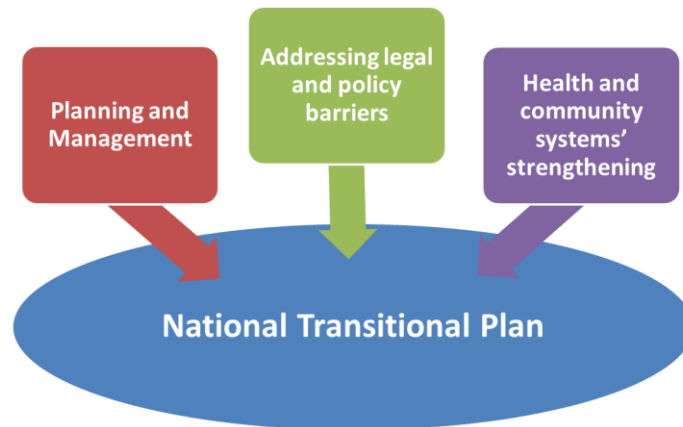 Planning and
Management
Addressing legal
and policy
barriers
Health and
community
systems’
strengthening
National Transitional Plan